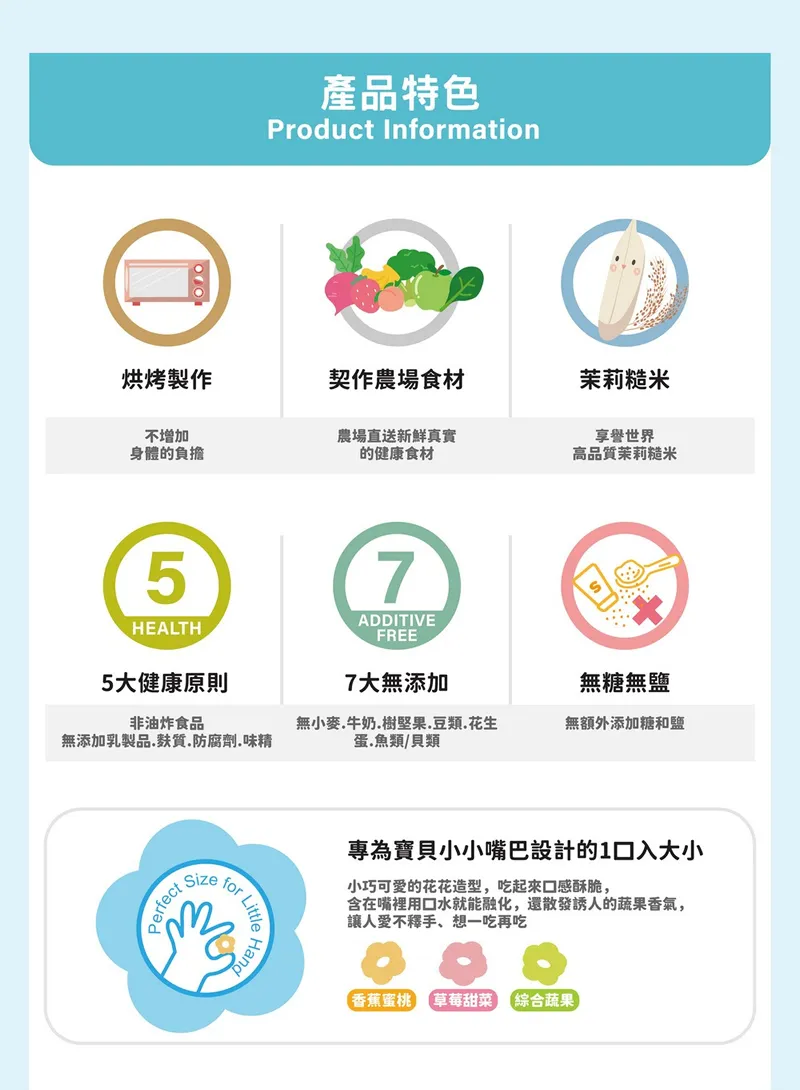 產品特色
Product Information
烘烤製作
契作農場食材
茉莉糙米
不增加
身體的負擔
農場直送新鮮真實
的健康食材
享譽世界
高品質茉莉糙米
5
HEALTH
7
ADDITIVE
FREE
S
5大健康原則
7大無添加
無糖無鹽
非油炸食品
無添加乳製品.麩質.防腐劑.味精
無小麥.牛奶.樹堅果.豆類.花生
蛋.魚類/貝類
無額外添加糖和鹽
Perfect Size for Little Hand
專為寶貝小小嘴巴設計的1口入大小
小巧可愛的花花造型，吃起來口感酥脆，
含在嘴裡用口水就能融化，還散發誘人的蔬果香氣，
讓人愛不釋手、想一吃再吃
香蕉蜜桃
草莓甜菜
綜合蔬果